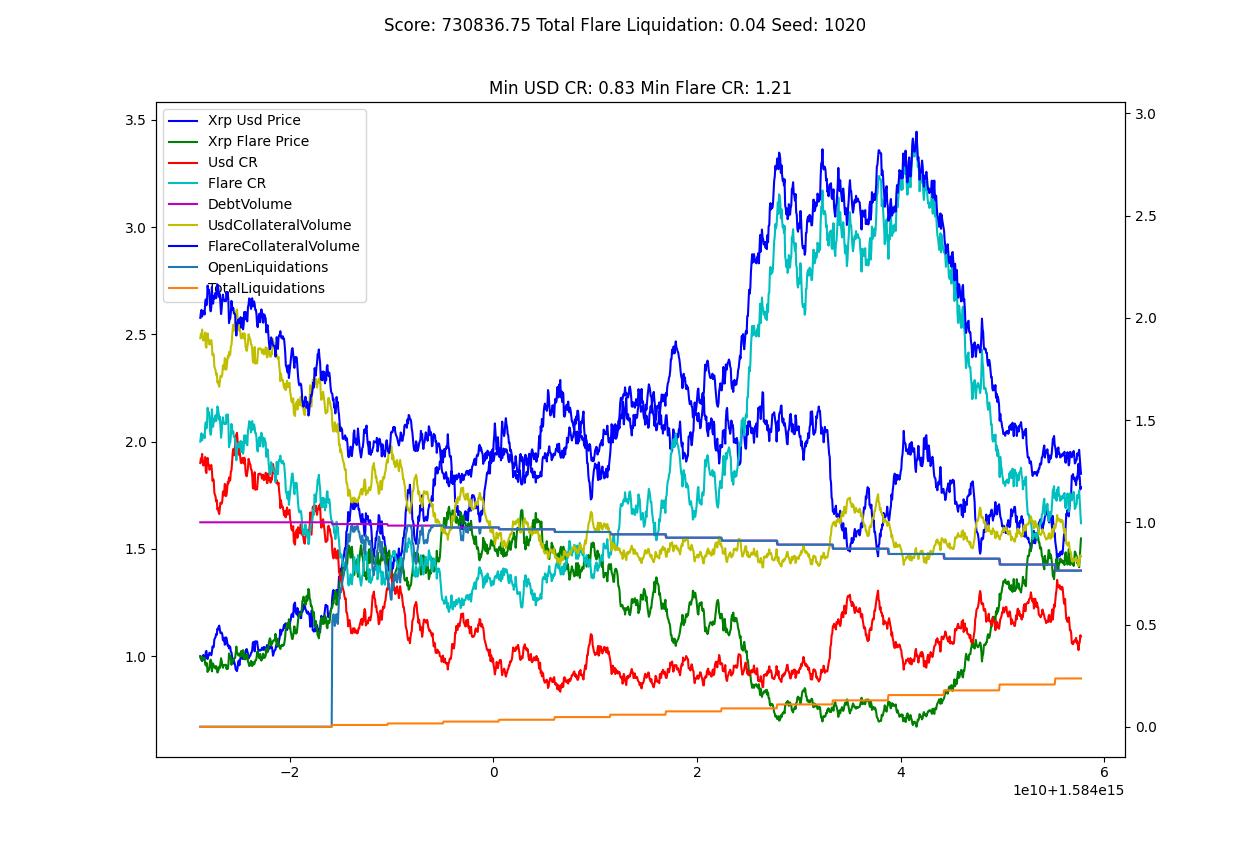 Score: 730836.75 Total Flare Liquidation: 0.04 Seed: 1020
Min USD CR: 0.83 Min Flare CR: 1.21
Xrp Usd Price
Xrp Flare Price
Usd CR
Flare CR
DebtVolume
UsdCollateralVolume
FlareCollateralVolume
OpenLiquidations
TotalLiquidations
3.5
3.0
2.5
2.0
1.5
1.0
3.0
2.5
2.0
1.5
1.0
0.5
0.0
−2
0
2
4
6
1e10+1.584e15